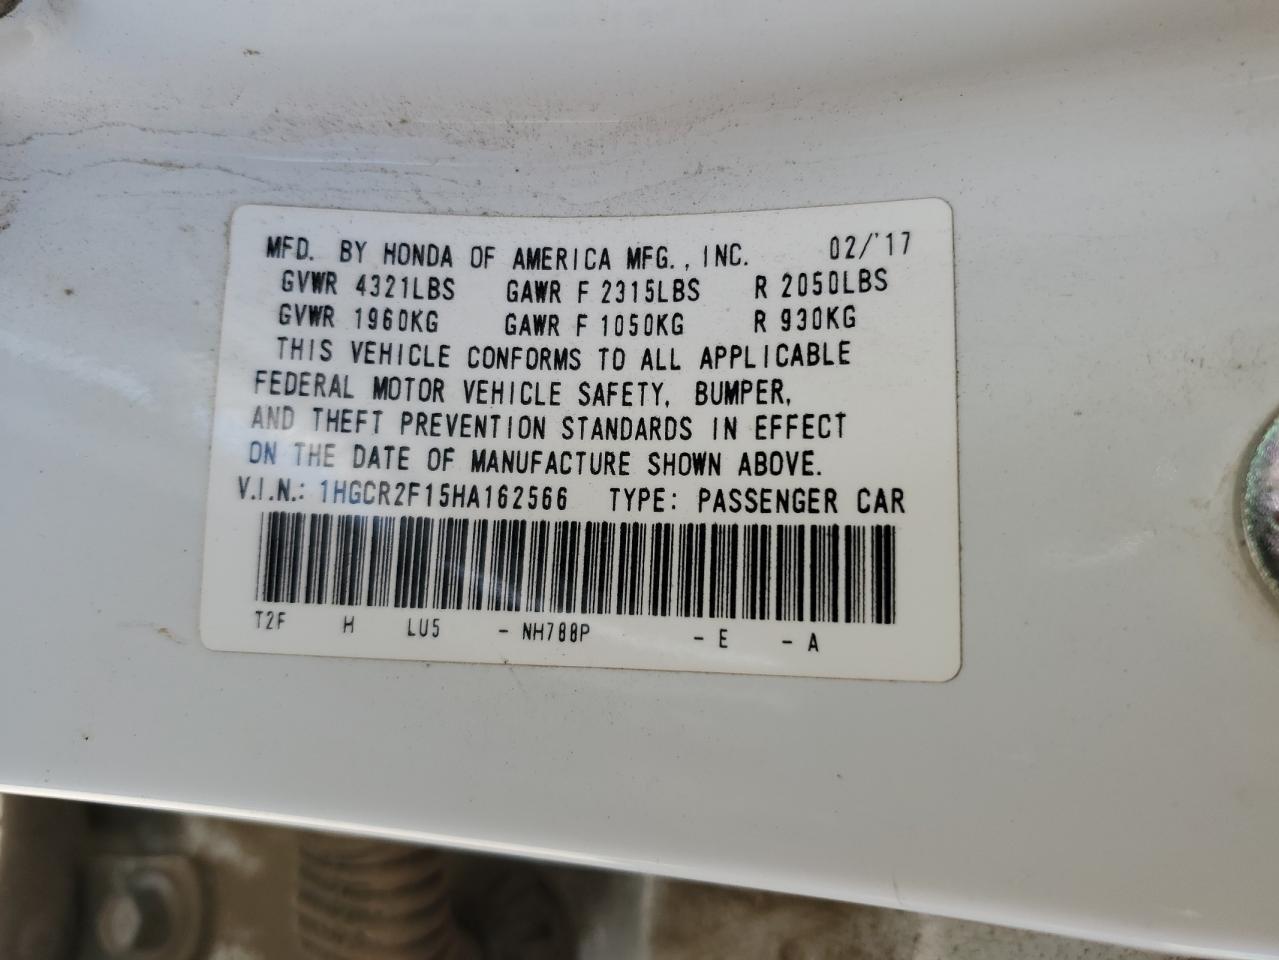 MFD. BY HONDA OF AMERICA MFG., INC. 02/'17
GVWR 4321LBS GAWR F 2315LBS R 2050LBS
GVWR 1960KG GAWR F 1050KG R 930KG
THIS VEHICLE CONFORMS TO ALL APPLICABLE
FEDERAL MOTOR VEHICLE SAFETY, BUMPER,
AND THEFT PREVENTION STANDARDS IN EFFECT
ON THE DATE OF MANUFACTURE SHOWN ABOVE.
V.I.N.: 1HGCR2F15HA162566 TYPE: PASSENGER CAR
T2F H LU5 - NH788P - E - A